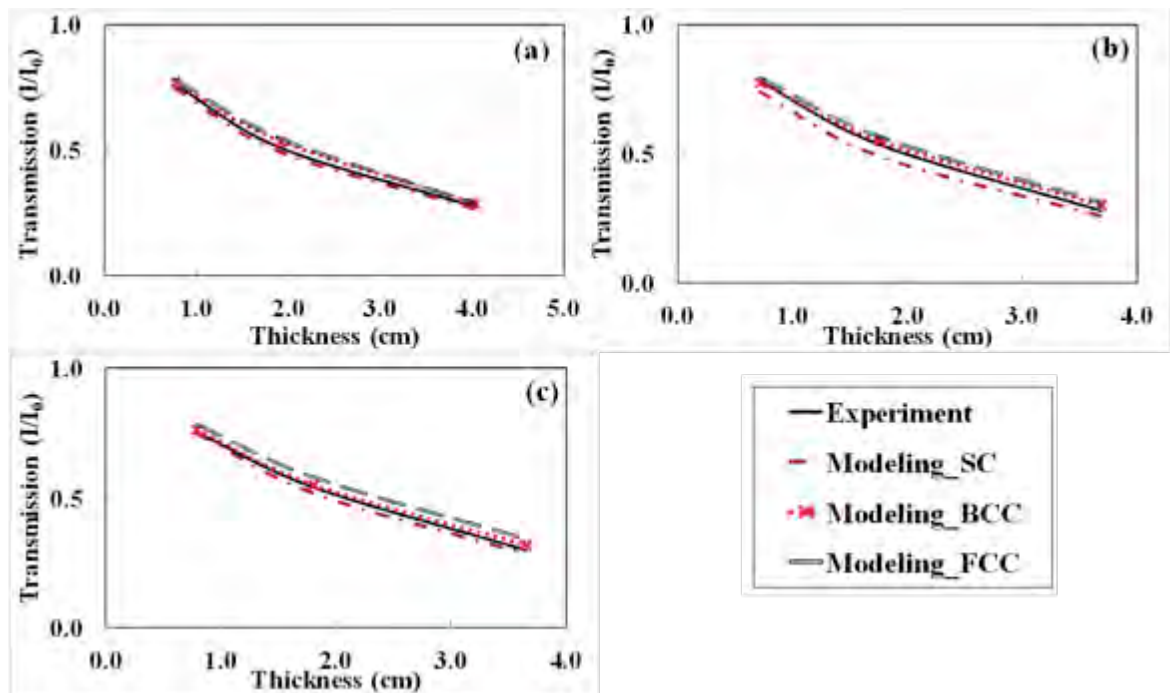 1.0
(a)
Transmission (I/I₀)
0.5
0.0
0.0 1.0 2.0 3.0 4.0 5.0
Thickness (cm)
1.0
(b)
Transmission (I/I₀)
0.5
0.0
0.0 1.0 2.0 3.0 4.0
Thickness (cm)
1.0
(c)
Transmission (I/I₀)
0.5
0.0
0.0 1.0 2.0 3.0 4.0
Thickness (cm)
Experiment
Modeling_SC
Modeling_BCC
Modeling_FCC